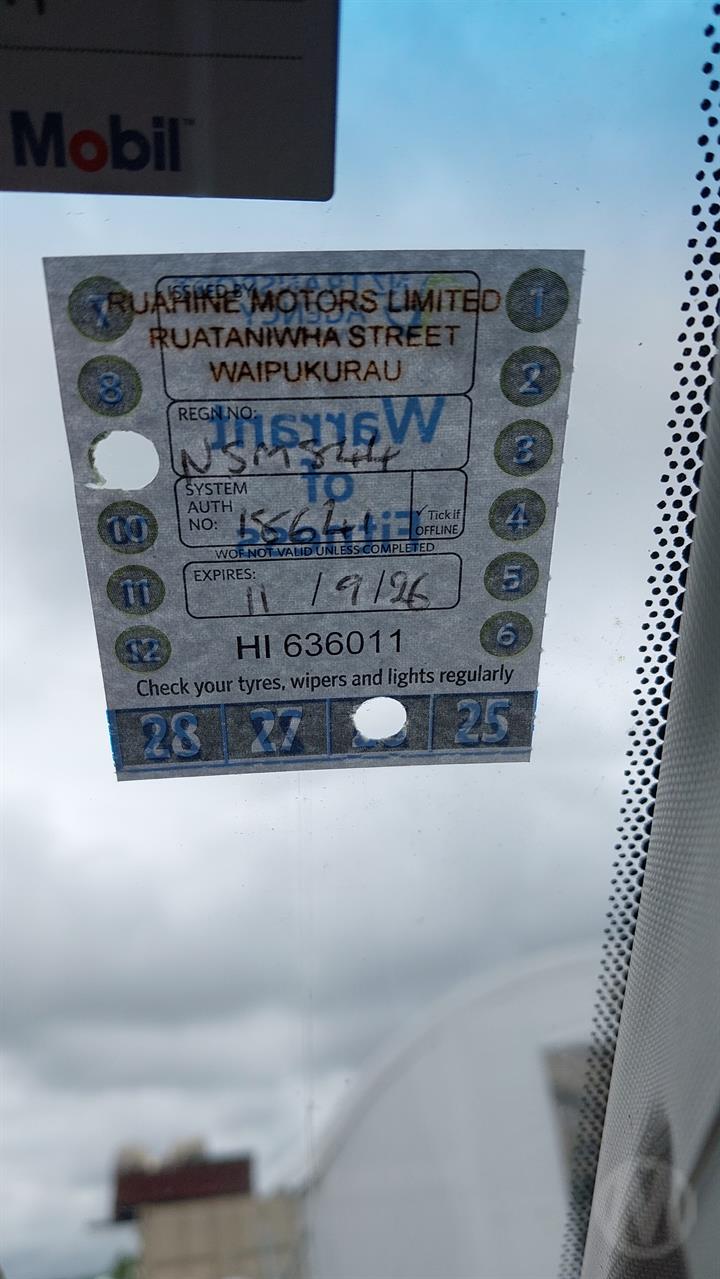 Mobil™
ISSUED BY
RUAHINE MOTORS LIMITED
RUATANIWHA STREET
WAIPUKURAU
REGN NO:
NSM844
Warrant
of
Fitness
SYSTEM
AUTH
NO:
Tick if
OFFLINE
WOF NOT VALID UNLESS COMPLETED
EXPIRES:
11 / 9 / 26
HI 636011
Check your tyres, wipers and lights regularly
7
8
10
11
12
1
2
3
4
5
6
28 27 25